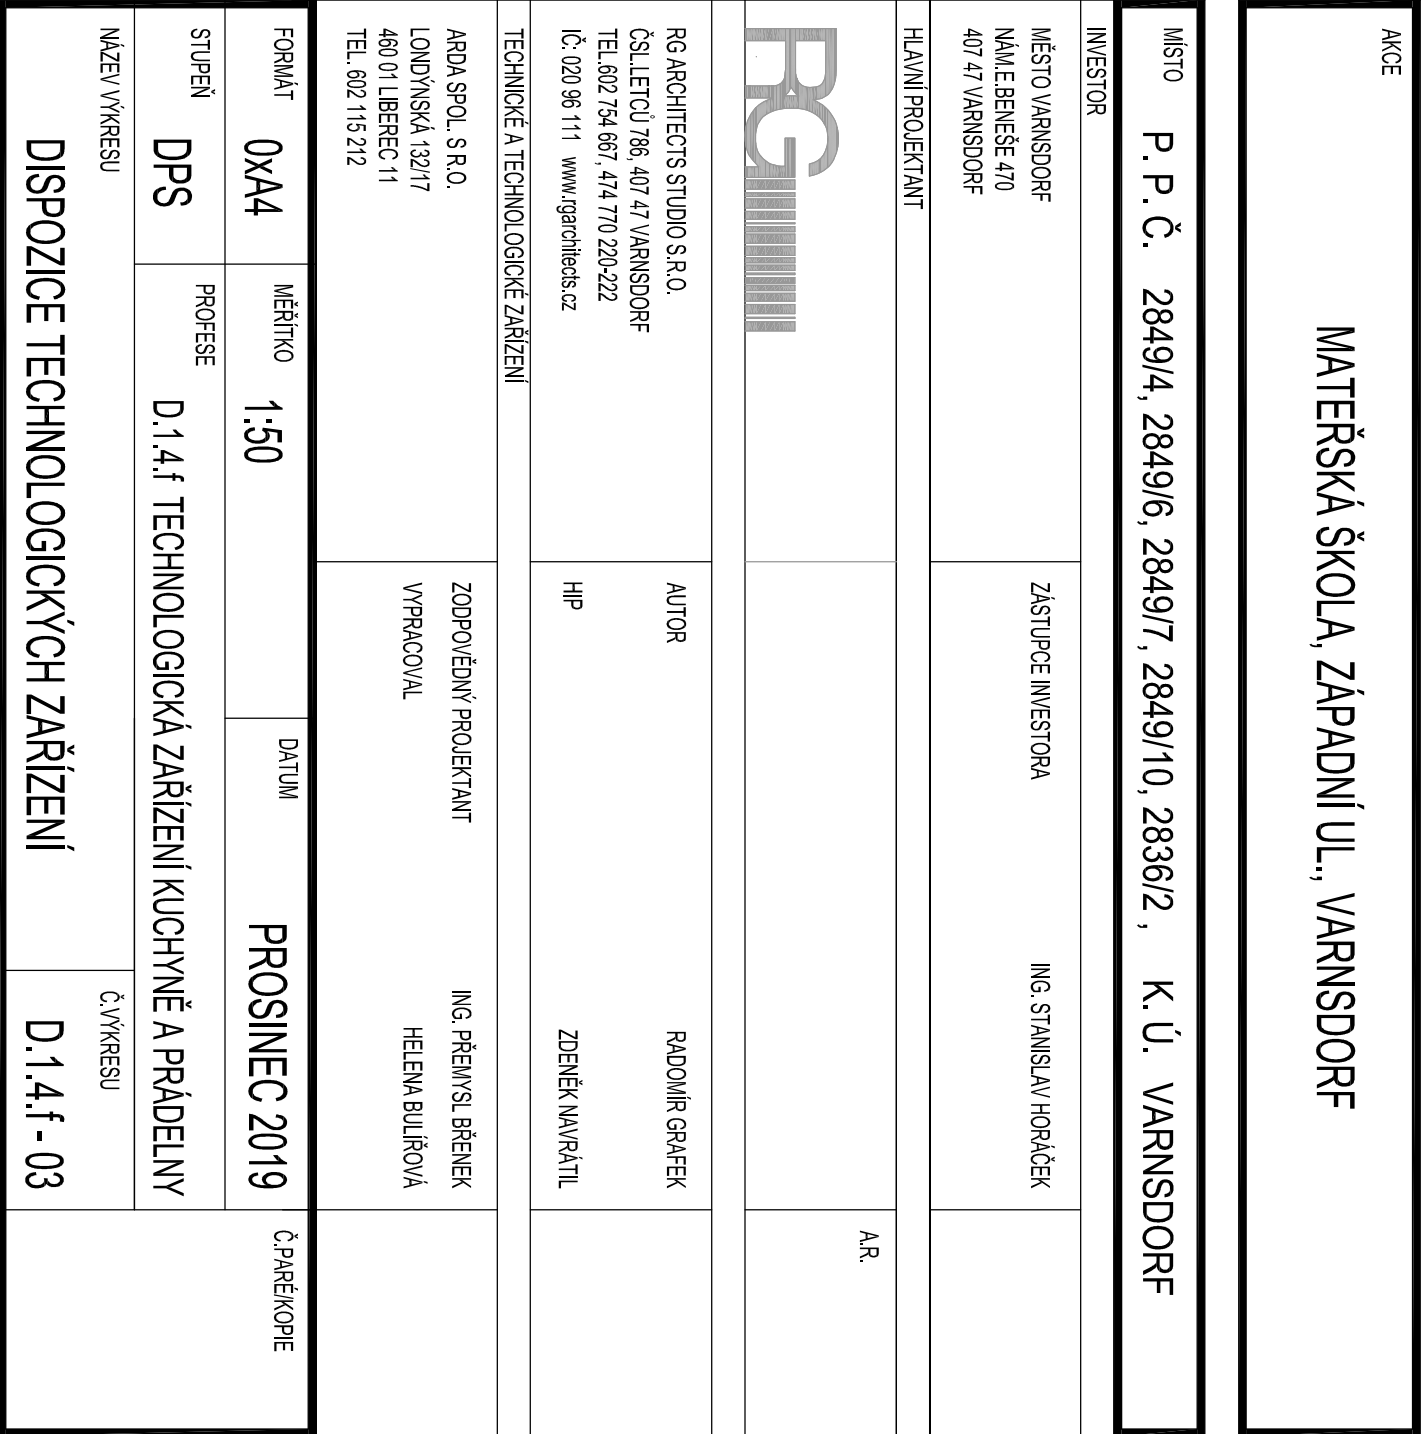 AKCE
MATEŘSKÁ ŠKOLA, ZÁPADNÍ UL., VARNSDORF
MÍSTO
P. P. Č. 2849/4, 2849/6, 2849/7, 2849/10, 2836/2 , K. Ú. VARNSDORF
INVESTOR
MĚSTO VARNSDORF
NÁM.E.BENEŠE 470
407 47 VARNSDORF
ZÁSTUPCE INVESTORA ING. STANISLAV HORÁČEK
HLAVNÍ PROJEKTANT
RG
A.R.
RG ARCHITECTS STUDIO S.R.O.
ČSL.LETCŮ 786, 407 47 VARNSDORF
TEL.602 754 667, 474 770 220-222
IČ: 020 96 111 www.rgarchitects.cz
AUTOR RADOMÍR GRAFEK
HIP ZDENĚK NAVRÁTIL
TECHNICKÉ A TECHNOLOGICKÉ ZAŘÍZENÍ
ARDA SPOL. S R.O.
LONDÝNSKÁ 132/17
460 01 LIBEREC 11
TEL. 602 115 212
ZODPOVĚDNÝ PROJEKTANT ING. PŘEMYSL BŘENEK
VYPRACOVAL HELENA BULÍŘOVÁ
FORMÁT 0xA4
MĚŘÍTKO 1:50
DATUM PROSINEC 2019
Č.PARÉ/KOPIE
STUPEŇ DPS
PROFESE D.1.4.f TECHNOLOGICKÁ ZAŘÍZENÍ KUCHYNĚ A PRÁDELNY
NÁZEV VÝKRESU
DISPOZICE TECHNOLOGICKÝCH ZAŘÍZENÍ
Č.VÝKRESU
D.1.4.f - 03